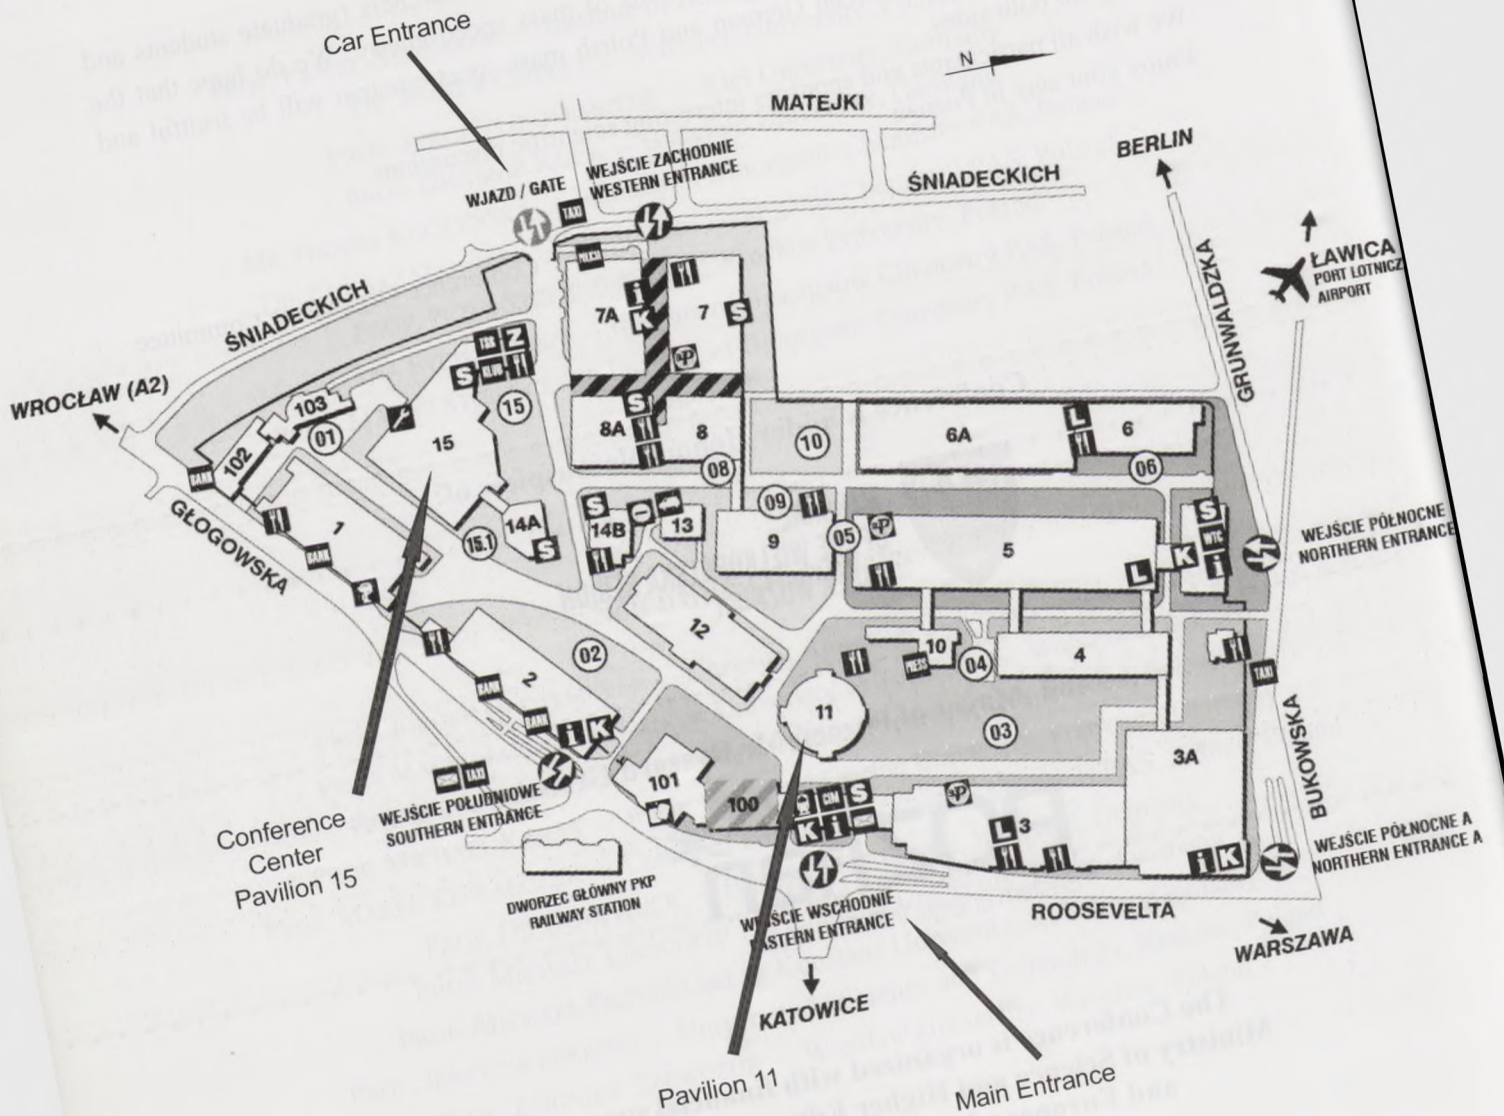 Car Entrance
N
MATEJKI
BERLIN
WJAZD / GATE
TAXI
WEJŚCIE ZACHODNIE
WESTERN ENTRANCE
ŚNIADECKICH
ŁAWICA
PORT LOTNICZ
AIRPORT
GRUNWALDZKA
ŚNIADECKICH
WROCŁAW (A2)
7A
i
K
7
S
P
Z
S
KLUB
15
103
01
102
BANK
15
8A
S
8
08
10
6A
L
6
06
GŁOGOWSKA
1
BANK
15.1
14A
S
S
14B
13
09
9
05
P
5
L
K
S
WTC
i
WEJŚCIE PÓŁNOCNE
NORTHERN ENTRANCE
12
02
2
BANK
BANK
i K
10
PRESS
04
4
TAXI
11
03
3A
BUKOWSKA
TAXI
WEJŚCIE POŁUDNIOWE
SOUTHERN ENTRANCE
101
100
S
K i
P
L 3
i K
WEJŚCIE PÓŁNOCNE A
NORTHERN ENTRANCE A
Conference
Center
Pavilion 15
DWORZEC GŁÓWNY PKP
RAILWAY STATION
WEJŚCIE WSCHODNIE
EASTERN ENTRANCE
ROOSEVELTA
WARSZAWA
KATOWICE
Pavilion 11
Main Entrance